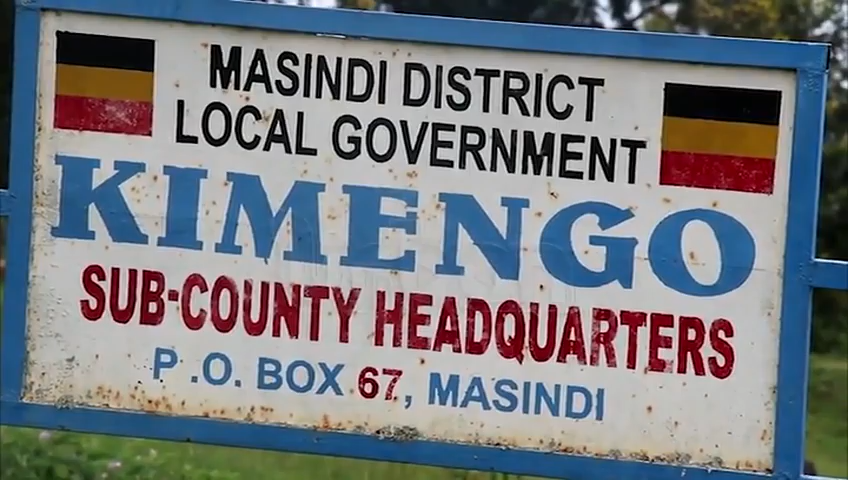 MASINDI DISTRICT
LOCAL GOVERNMENT
KIMENGO
SUB-COUNTY HEADQUARTERS
P.O. BOX 67, MASINDI